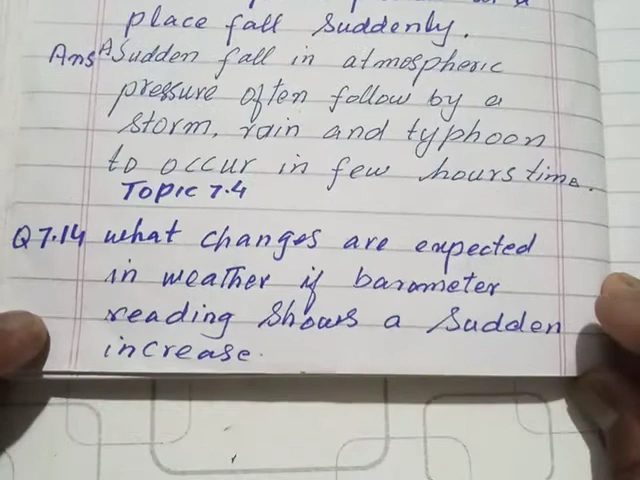 place fall suddenly.
Ans A Sudden fall in atmospheric
pressure often follow by a
storm, rain and typhoon
to occur in few hours time.
Topic 7.4
Q 7.14 what changes are expected
in weather if barometer
reading shows a sudden
increase.